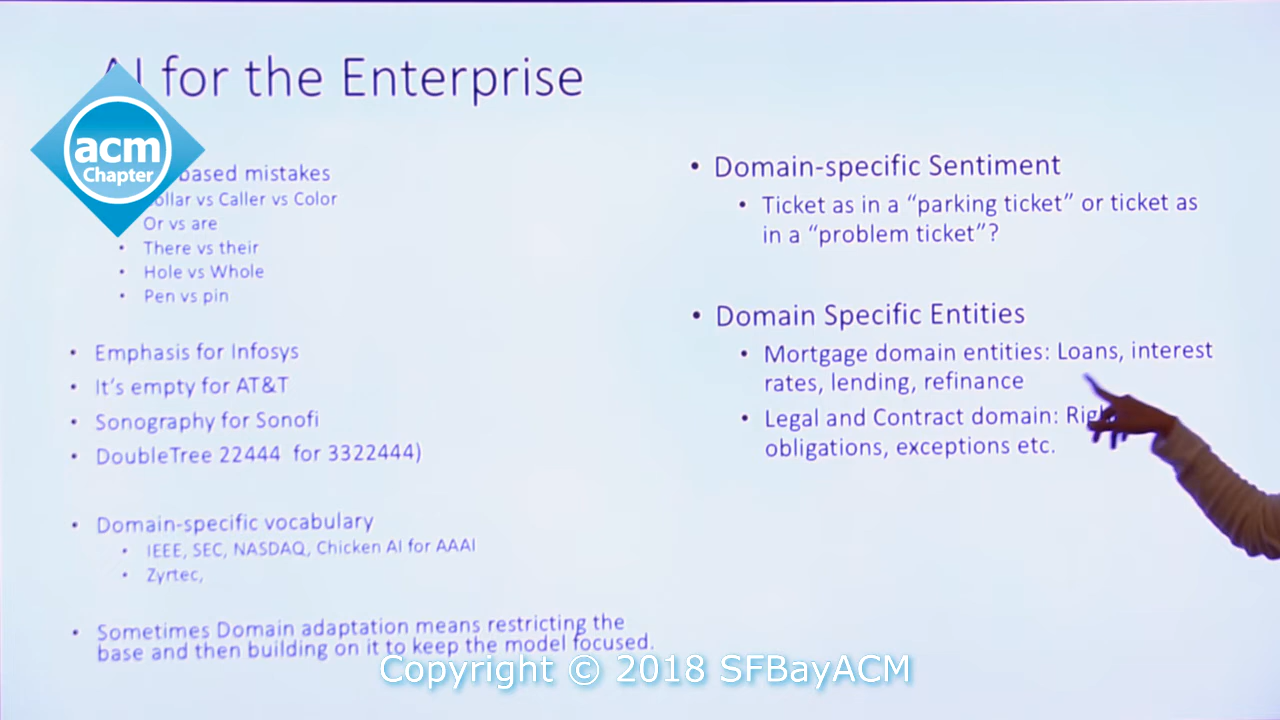 AI for the Enterprise
acm
Chapter
based mistakes
Dollar vs Caller vs Color
Or vs are
• There vs their
• Hole vs Whole
• Pen vs pin
• Emphasis for Infosys
• It's empty for AT&T
• Sonography for Sonofi
• DoubleTree 22444 for 3322444)
• Domain-specific vocabulary
• IEEE, SEC, NASDAQ, Chicken AI for AAAI
• Zyrtec,
• Sometimes Domain adaptation means restricting the
base and then building on it to keep the model focused.
• Domain-specific Sentiment
• Ticket as in a “parking ticket” or ticket as
in a “problem ticket”?
• Domain Specific Entities
• Mortgage domain entities: Loans, interest
rates, lending, refinance
• Legal and Contract domain:
obligations, exceptions etc.
Copyright © 2018 SFBayACM